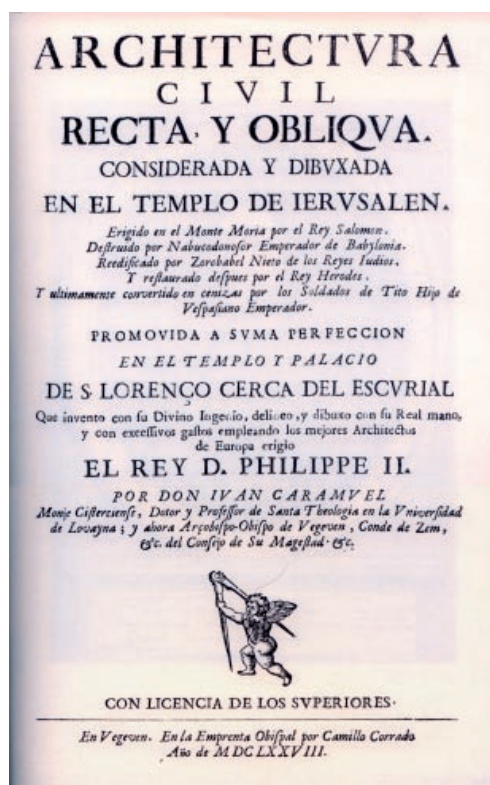 ARCHITECTVRA
CIVIL
RECTA, Y OBLIQVA.
CONSIDERADA Y DIBVXADA
EN EL TEMPLO DE IERVSALEN.
Erigido en el Monte Moria por el Rey Salomon.
Destruido por Nabucodonosor Emperador de Babylonia.
Reedificado por Zorobabel Nieto de los Reyes Iudios.
Y restaurado despues por el Rey Herodes.
Y ultimamente convertido en cenizas por los Soldados de Tito Hijo de
Vespasiano Emperador.
PROMOVIDA A SVMA PERFECCION
EN EL TEMPLO Y PALACIO
DE S. LORENÇO CERCA DEL ESCVRIAL
Que invento con su Divino Ingenio, delineo, y dibuxo con su Real mano,
y con excessivos gastos empleando los mejores Architectos
de Europa erigio
EL REY D. PHILIPPE II.
POR DON IVAN CARAMVEL
Monje Cisterciense, Dotor y Professor de Santa Theologia en la Vniversidad
de Lovayna; y ahora Arçobispo-Obispo de Vegeven, Conde de Zem,
&c. del Consejo de Su Magestad. &c.
CON LICENCIA DE LOS SVPERIORES.
En Vegeven. En la Emprenta Obispal por Camillo Corrado
Año de MDCLXXVIII.